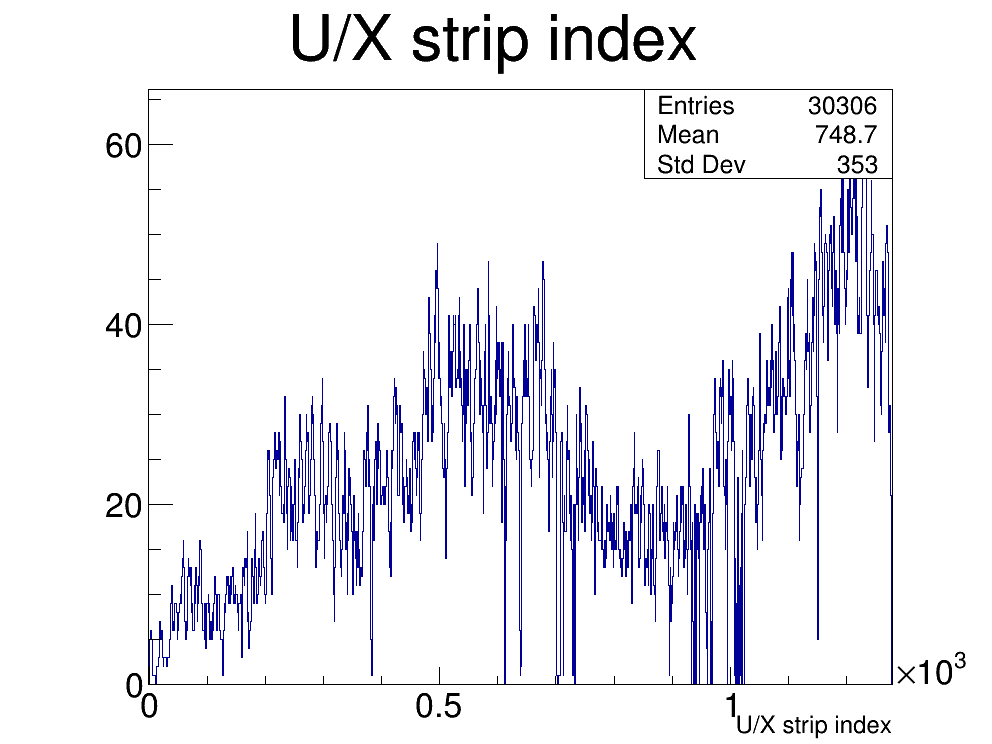 U/X strip index
Entries 30306
Mean 748.7
Std Dev 353
60
40
20
0
0 0.5 1 ×10³
U/X strip index